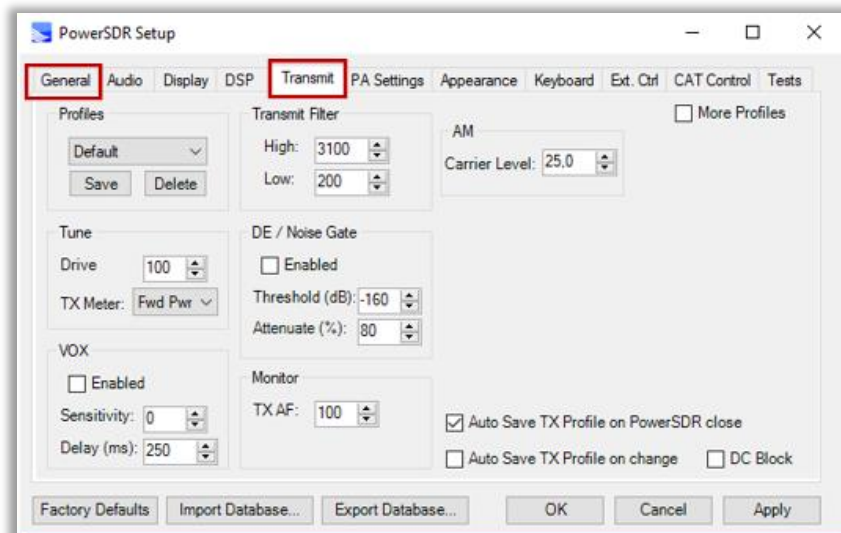 PowerSDR Setup
General Audio Display DSP Transmit PA Settings Appearance Keyboard Ext. Ctrl CAT Control Tests
Profiles
Default
Save Delete
Transmit Filter
High: 3100
Low: 200
AM
Carrier Level: 25,0
More Profiles
Tune
Drive 100
TX Meter: Fwd Pwr
DE / Noise Gate
Enabled
Threshold (dB): -160
Attenuate (%): 80
VOX
Enabled
Sensitivity: 0
Delay (ms): 250
Monitor
TX AF: 100
Auto Save TX Profile on PowerSDR close
Auto Save TX Profile on change DC Block
Factory Defaults Import Database... Export Database... OK Cancel Apply